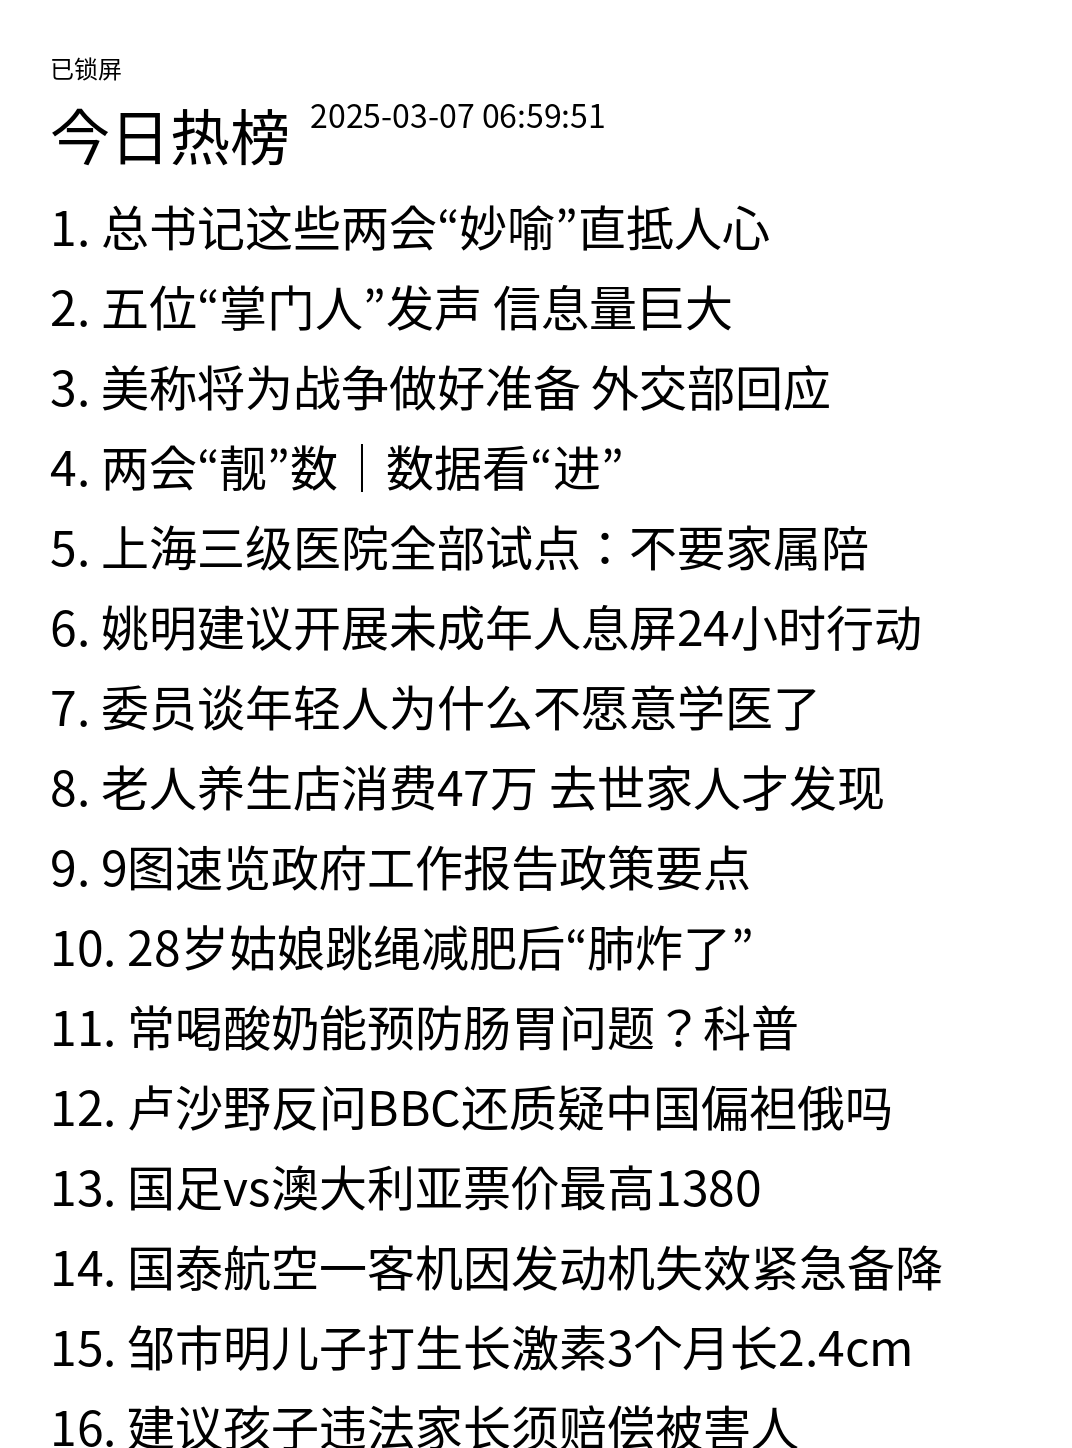 已锁屏
今日热榜 2025-03-07 06:59:51
1. 总书记这些两会“妙喻”直抵人心
2. 五位“掌门人”发声 信息量巨大
3. 美称将为战争做好准备 外交部回应
4. 两会“靓”数｜数据看“进”
5. 上海三级医院全部试点：不要家属陪
6. 姚明建议开展未成年人息屏24小时行动
7. 委员谈年轻人为什么不愿意学医了
8. 老人养生店消费47万 去世家人才发现
9. 9图速览政府工作报告政策要点
10. 28岁姑娘跳绳减肥后“肺炸了”
11. 常喝酸奶能预防肠胃问题？科普
12. 卢沙野反问BBC还质疑中国偏袒俄吗
13. 国足vs澳大利亚票价最高1380
14. 国泰航空一客机因发动机失效紧急备降
15. 邹市明儿子打生长激素3个月长2.4cm
16. 建议孩子违法家长须赔偿被害人